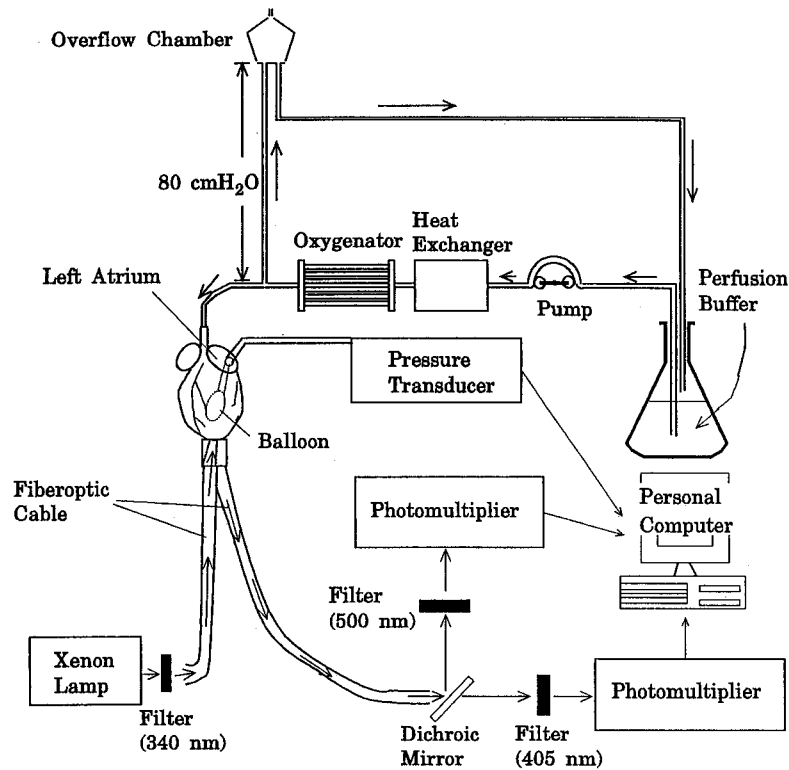 Overflow Chamber
80 cmH₂O
Oxygenator
Heat
Exchanger
Left Atrium
Pump
Perfusion
Buffer
Pressure
Transducer
Balloon
Fiberoptic
Cable
Photomultiplier
Personal
Computer
Filter
(500 nm)
Xenon
Lamp
Filter
(340 nm)
Dichroic
Mirror
Filter
(405 nm)
Photomultiplier